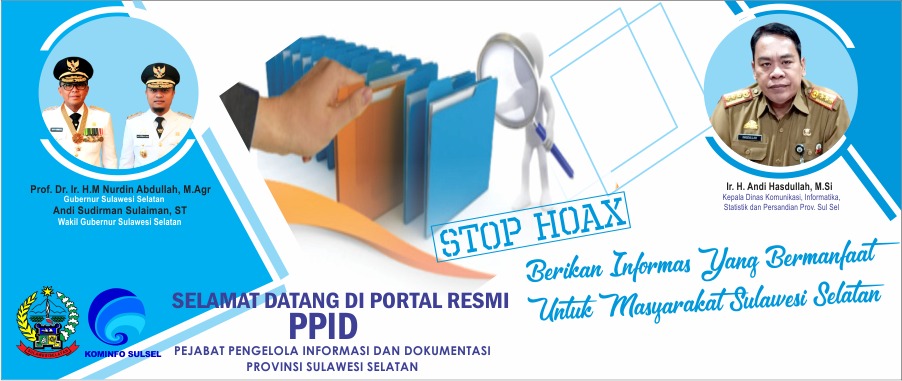 Prof. Dr. Ir. H.M Nurdin Abdullah, M.Agr
Gubernur Sulawesi Selatan
Andi Sudirman Sulaiman, ST
Wakil Gubernur Sulawesi Selatan
Ir. H. Andi Hasdullah, M.Si
Kepala Dinas Komunikasi, Informatika,
Statistik dan Persandian Prov. Sul Sel
STOP HOAX
Berikan Informas Yang Bermanfaat
Untuk Masyarakat Sulawesi Selatan
KOMINFO SULSEL
SELAMAT DATANG DI PORTAL RESMI
PPID
PEJABAT PENGELOLA INFORMASI DAN DOKUMENTASI
PROVINSI SULAWESI SELATAN